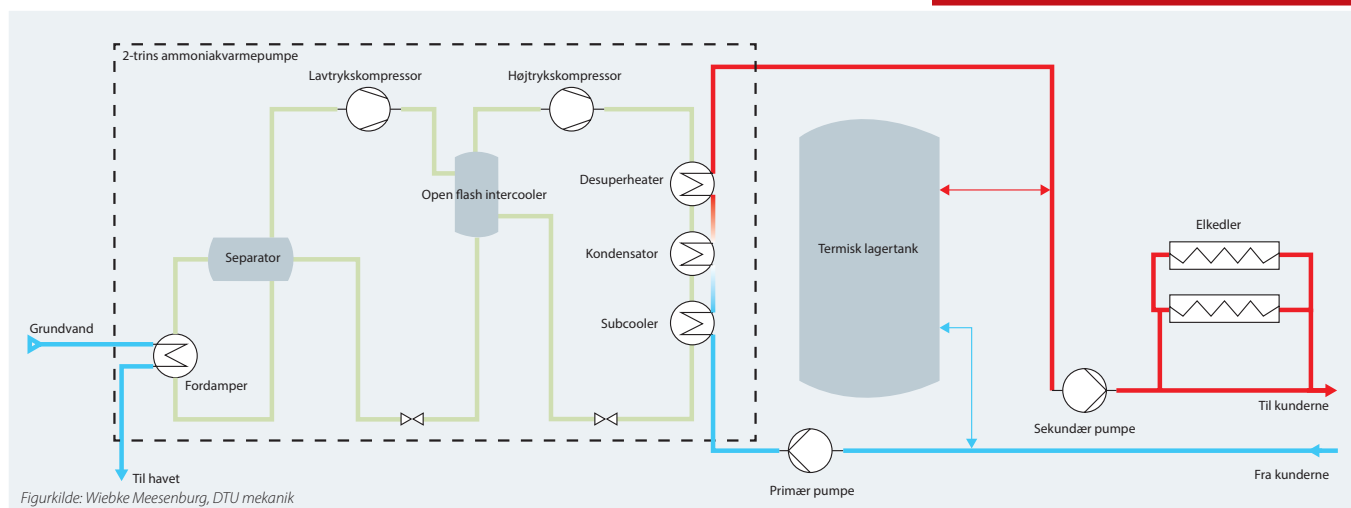 2-trins ammoniakvarmepumpe
Lavtrykskompressor
Højtrykskompressor
Desuperheater
Open flash intercooler
Elkedler
Separator
Kondensator
Termisk lagertank
Subcooler
Grundvand
Fordamper
Til kunderne
Sekundær pumpe
Til havet
Primær pumpe
Fra kunderne
Figurkilde: Wiebke Meesenburg, DTU mekanik